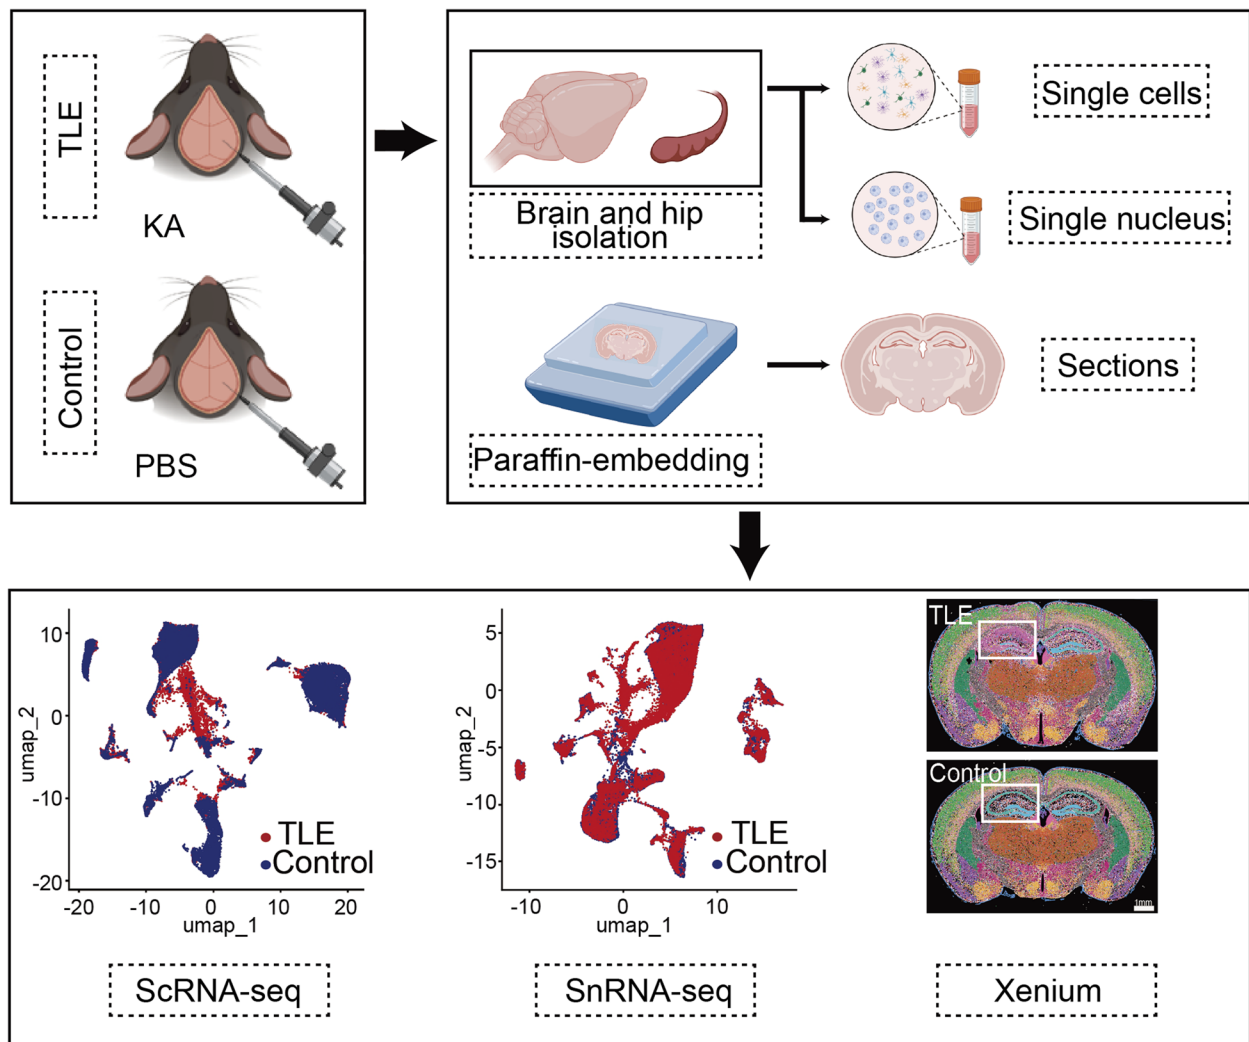 TLE
KA
Control
PBS
Brain and hip
isolation
Single cells
Single nucleus
Paraffin-embedding
Sections
10
0
-10
-20
umap_2
-20
-10
0
10
20
umap_1
TLE
Control
ScRNA-seq
5
0
-5
-10
-15
umap_2
-10
0
10
umap_1
TLE
Control
SnRNA-seq
TLE
Control
1mm
Xenium